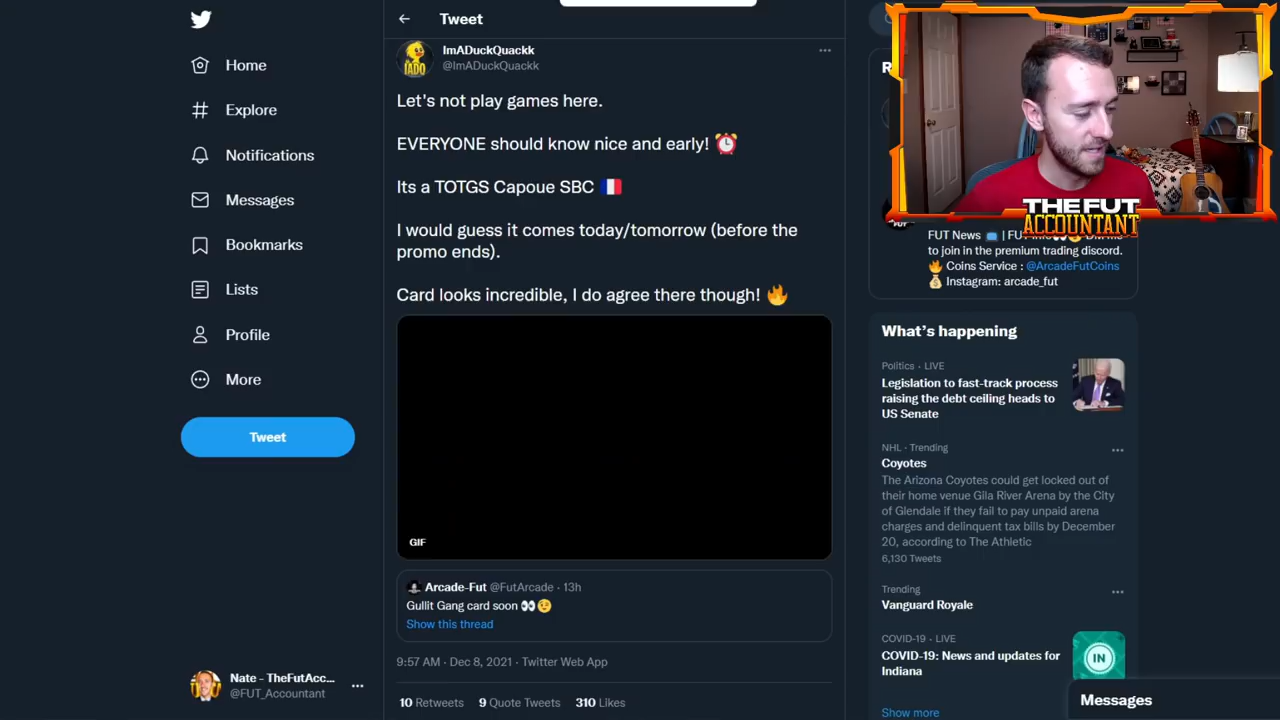 Home
Explore
Notifications
Messages
Bookmarks
Lists
Profile
More
Tweet
Nate - TheFutAcc...
@FUT_Accountant
Tweet
IADO
ImADuckQuackk
@ImADuckQuackk
Let's not play games here.
EVERYONE should know nice and early! ⏰
Its a TOTGS Capoue SBC 🇫🇷
I would guess it comes today/tomorrow (before the
promo ends).
Card looks incredible, I do agree there though! 🔥
GIF
Arcade-Fut @FutArcade · 13h
Gullit Gang card soon 👀😉
Show this thread
9:57 AM · Dec 8, 2021 · Twitter Web App
10 Retweets 9 Quote Tweets 310 Likes
THE FUT
ACCOUNTANT
to join in the premium trading discord.
🔥 Coins Service : @ArcadeFutCoins
💰 Instagram: arcade_fut
What's happening
Politics · LIVE
Legislation to fast-track process
raising the debt ceiling heads to
US Senate
NHL · Trending
Coyotes
The Arizona Coyotes could get locked out of
their home venue Gila River Arena by the City
of Glendale if they fail to pay unpaid arena
charges and delinquent tax bills by December
20, according to The Athletic
6,130 Tweets
Trending
Vanguard Royale
COVID-19 · LIVE
COVID-19: News and updates for
Indiana
IN
Show more
Messages